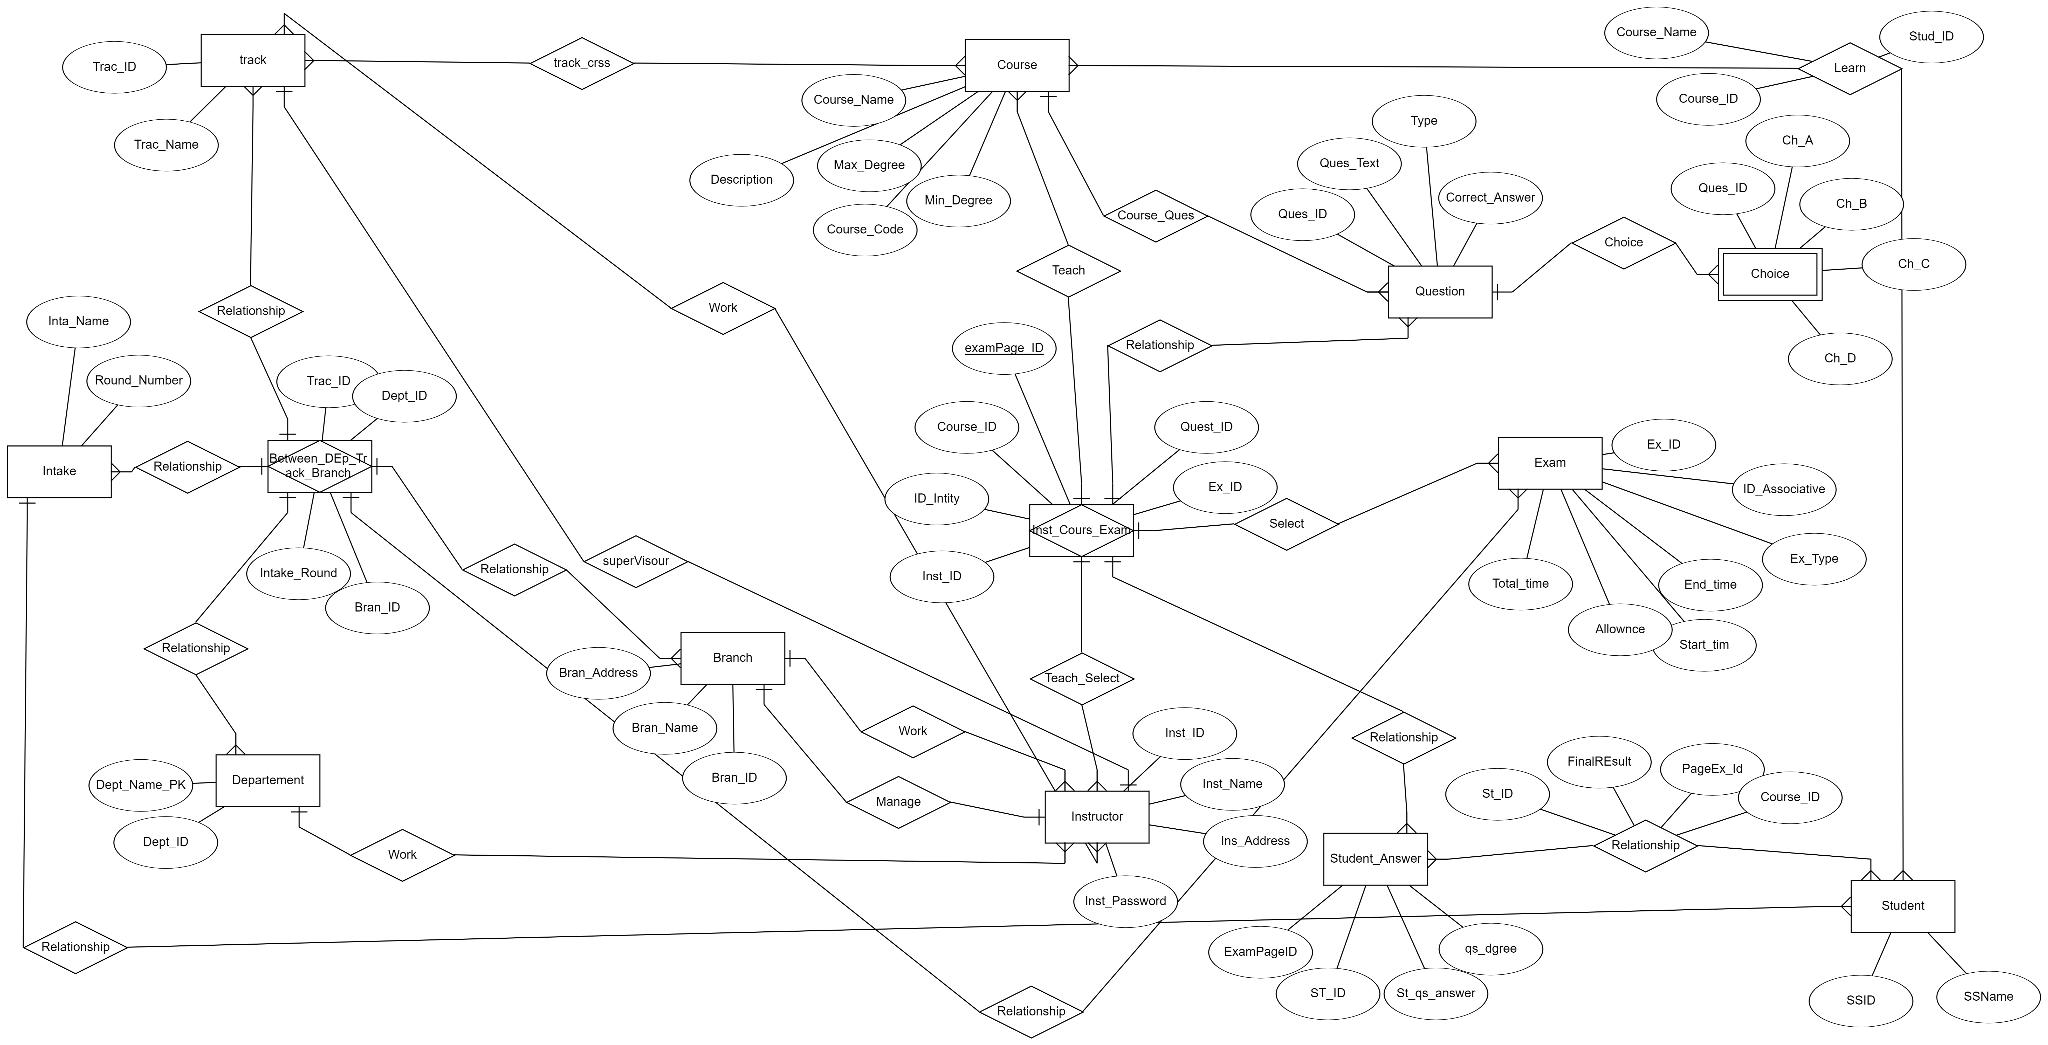 Course_Name
Stud_ID
track
Trac_ID
track_crss
Course
Learn
Course_Name
Course_ID
Trac_Name
Description
Max_Degree
Min_Degree
Course_Code
Type
Ques_Text
Ques_ID
Correct_Answer
Course_Ques
Ch_A
Ques_ID
Ch_B
Choice
Choice
Ch_C
Ch_D
Teach
Question
Relationship
Work
Inta_Name
Round_Number
Relationship
examPage_ID
Trac_ID
Dept_ID
Course_ID
Quest_ID
Intake
Relationship
Between_DEp_Tr
ack_Branch
ID_Intity
Ex_ID
Inst_Cours_Exam
Select
Exam
Ex_ID
ID_Associative
Ex_Type
Intake_Round
Bran_ID
Relationship
superVisour
Inst_ID
Total_time
End_time
Allownce
Start_tim
Relationship
Bran_Address
Branch
Bran_Name
Bran_ID
Teach_Select
Work
Inst_ID
Relationship
Manage
Instructor
Inst_Name
Ins_Address
Inst_Password
Departement
Dept_Name_PK
Dept_ID
Work
FinalREsult
PageEx_Id
St_ID
Course_ID
Student_Answer
Relationship
ExamPageID
ST_ID
St_qs_answer
qs_dgree
Student
SSID
SSName
Relationship
Relationship